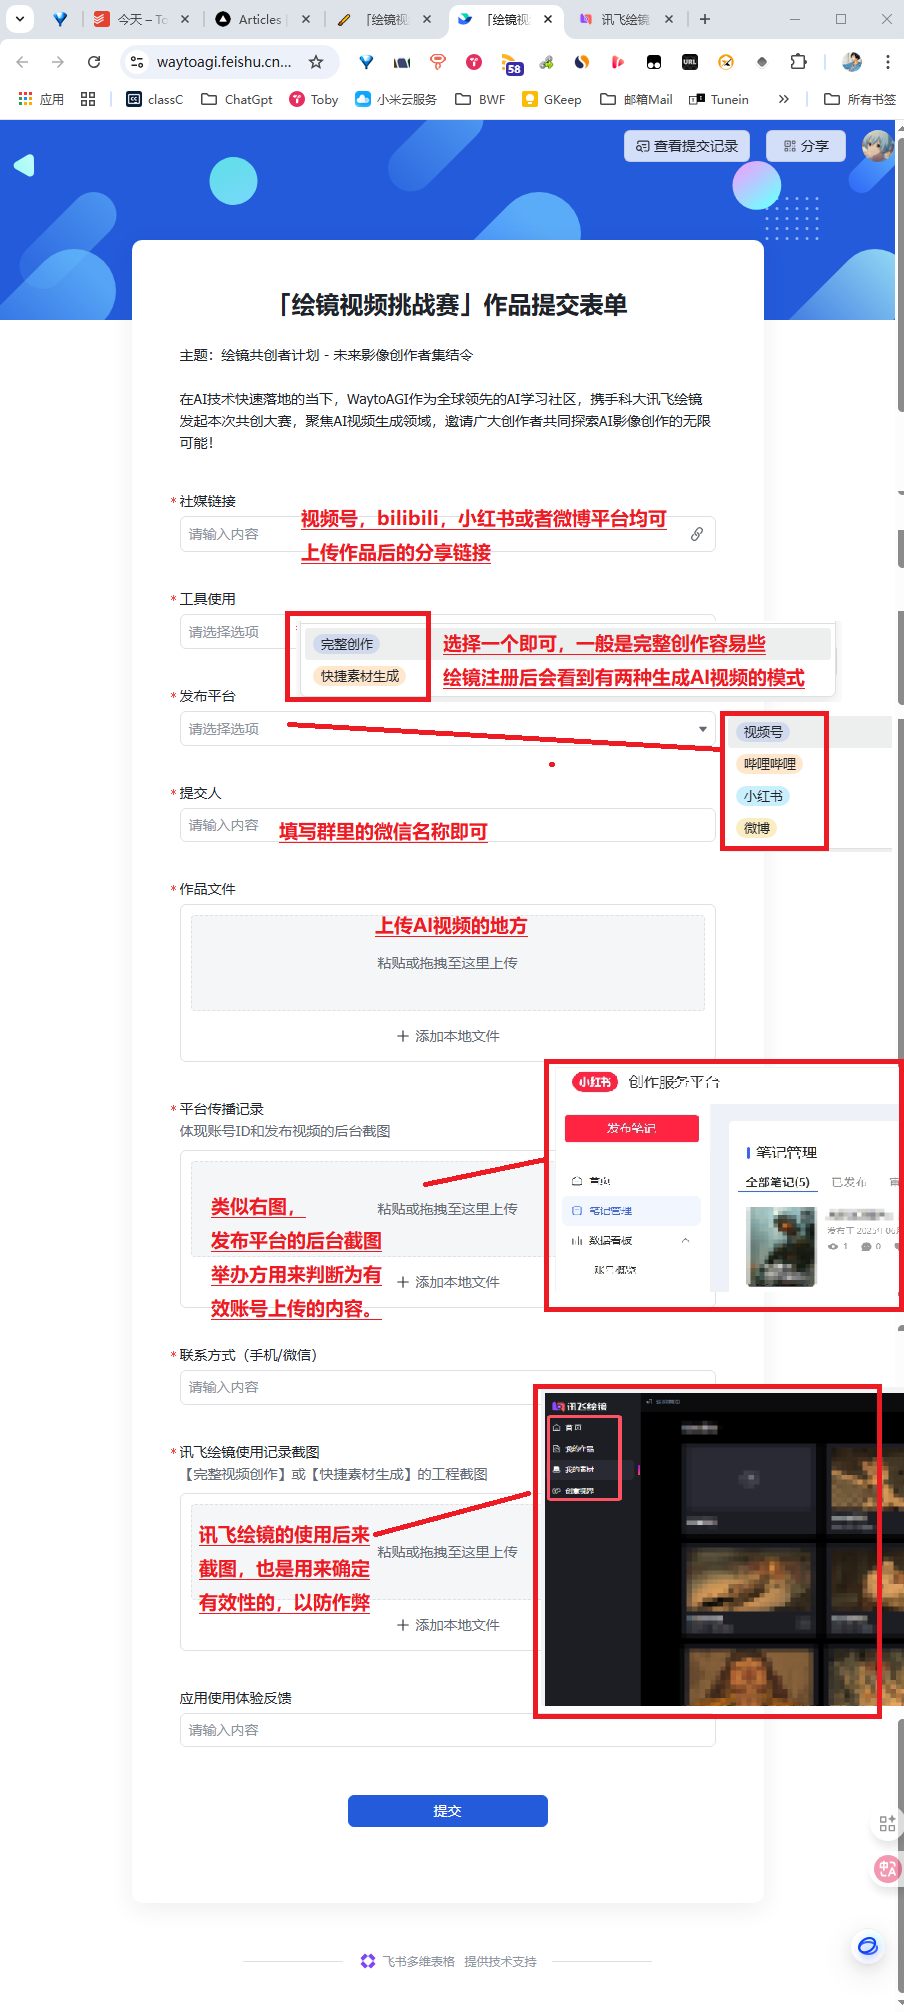 今天 – To
Articles
「绘镜视
「绘镜视
讯飞绘镜
waytoagi.feishu.cn...
58
URL
应用
classC
ChatGpt
Toby
小米云服务
BWF
GKeep
邮箱Mail
Tunein
所有书签
查看提交记录
分享
「绘镜视频挑战赛」作品提交表单
主题：绘镜共创者计划 - 未来影像创作者集结令
在AI技术快速落地的当下，WaytoAGI作为全球领先的AI学习社区，携手科大讯飞绘镜
发起本次共创大赛，聚焦AI视频生成领域，邀请广大创作者共同探索AI影像创作的无限
可能！
* 社媒链接
请输入内容
视频号，bilibili，小红书或者微博平台均可
上传作品后的分享链接
* 工具使用
请选择选项
完整创作
选择一个即可，一般是完整创作容易些
快捷素材生成
绘镜注册后会看到有两种生成AI视频的模式
* 发布平台
请选择选项
视频号
哔哩哔哩
小红书
微博
* 提交人
请输入内容
填写群里的微信名称即可
* 作品文件
上传AI视频的地方
粘贴或拖拽至这里上传
+ 添加本地文件
* 平台传播记录
体现账号ID和发布视频的后台截图
粘贴或拖拽至这里上传
+ 添加本地文件
类似右图，
发布平台的后台截图
举办方用来判断为有
效账号上传的内容。
小红书 创作服务平台
发布笔记
首页
笔记管理
数据看板
账号概览
笔记管理
全部笔记(5)
已发布
1
0
* 联系方式（手机/微信）
请输入内容
* 讯飞绘镜使用记录截图
【完整视频创作】或【快捷素材生成】的工程截图
讯飞绘镜的使用后来
截图，也是用来确定
有效性的，以防作弊
粘贴或拖拽至这里上传
+ 添加本地文件
讯飞绘镜
首页
我的作品
我的素材
创意视界
应用使用体验反馈
请输入内容
提交
飞书多维表格 提供技术支持